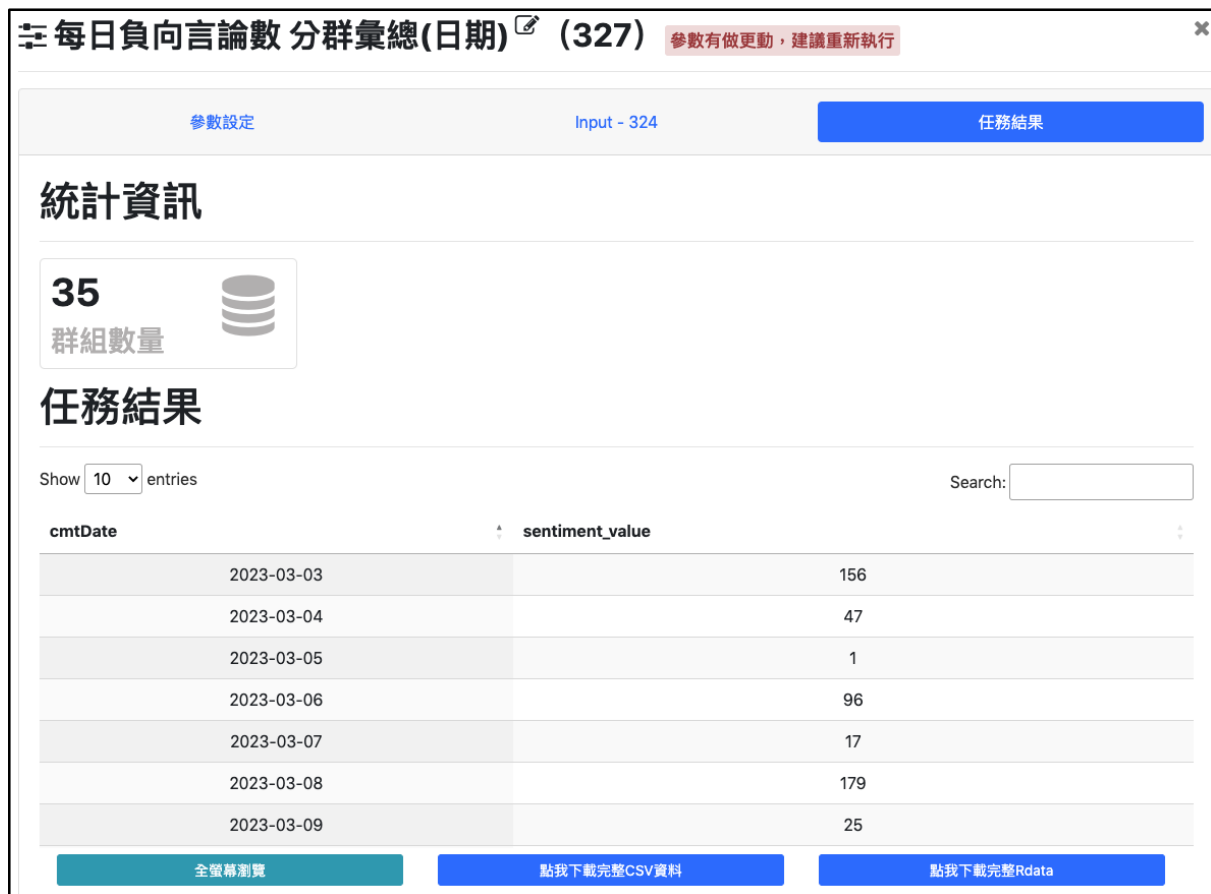 每日負向言論數 分群彙總(日期) (327) 參數有做更動，建議重新執行
參數設定 Input - 324 任務結果
統計資訊
35
群組數量
任務結果
Show 10 entries Search:
cmtDate sentiment_value
2023-03-03 156
2023-03-04 47
2023-03-05 1
2023-03-06 96
2023-03-07 17
2023-03-08 179
2023-03-09 25
全螢幕瀏覽 點我下載完整CSV資料 點我下載完整Rdata